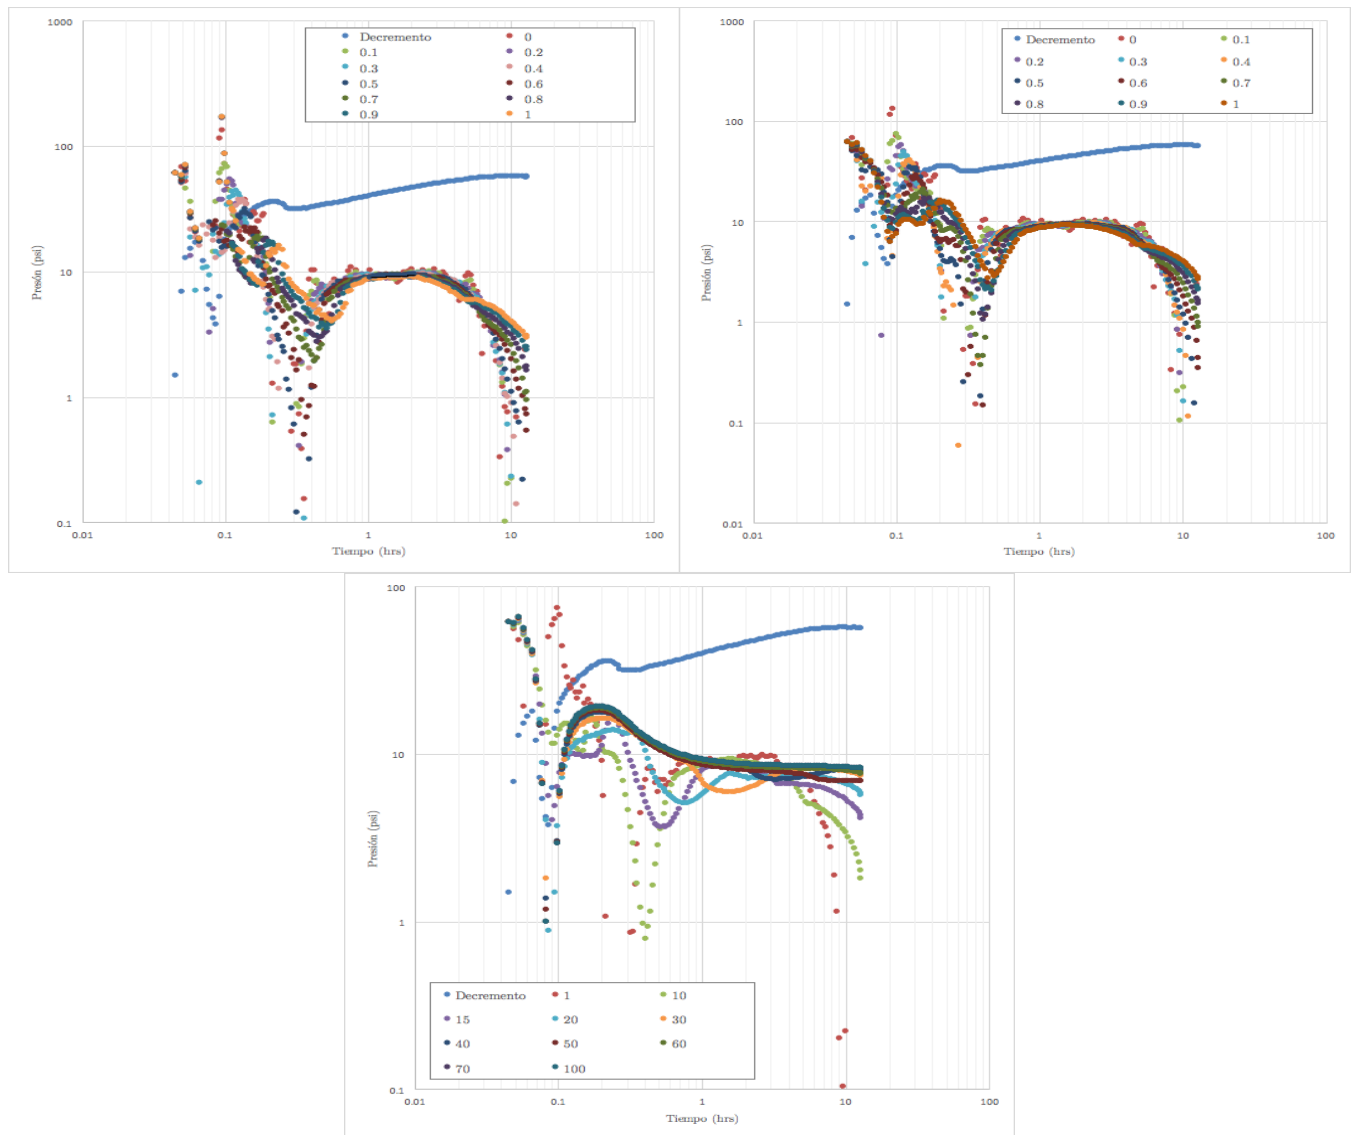 1000
100
10
1
0.1
Presión (psi)
Decremento 0
0.1 0.2
0.3 0.4
0.5 0.6
0.7 0.8
0.9 1
0.01 0.1 1 10 100
Tiempo (hrs)
1000
100
10
1
0.1
0.01
Presión (psi)
Decremento 0 0.1
0.2 0.3 0.4
0.5 0.6 0.7
0.8 0.9 1
0.01 0.1 1 10 100
Tiempo (hrs)
100
10
1
0.1
Presión (psi)
Decremento 1 10
15 20 30
40 50 60
70 100
0.01 0.1 1 10 100
Tiempo (hrs)